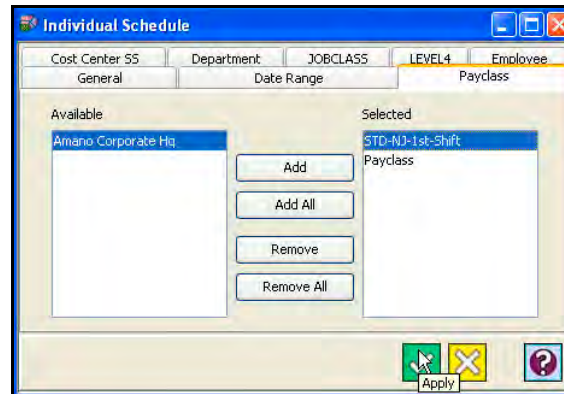 Individual Schedule
Cost Center SS Department JOBCLASS LEVEL4 Employee
General Date Range Payclass
Available Selected
Amano Corporate Hq STD-NJ-1st-Shift
Payclass
Add
Add All
Remove
Remove All
Apply